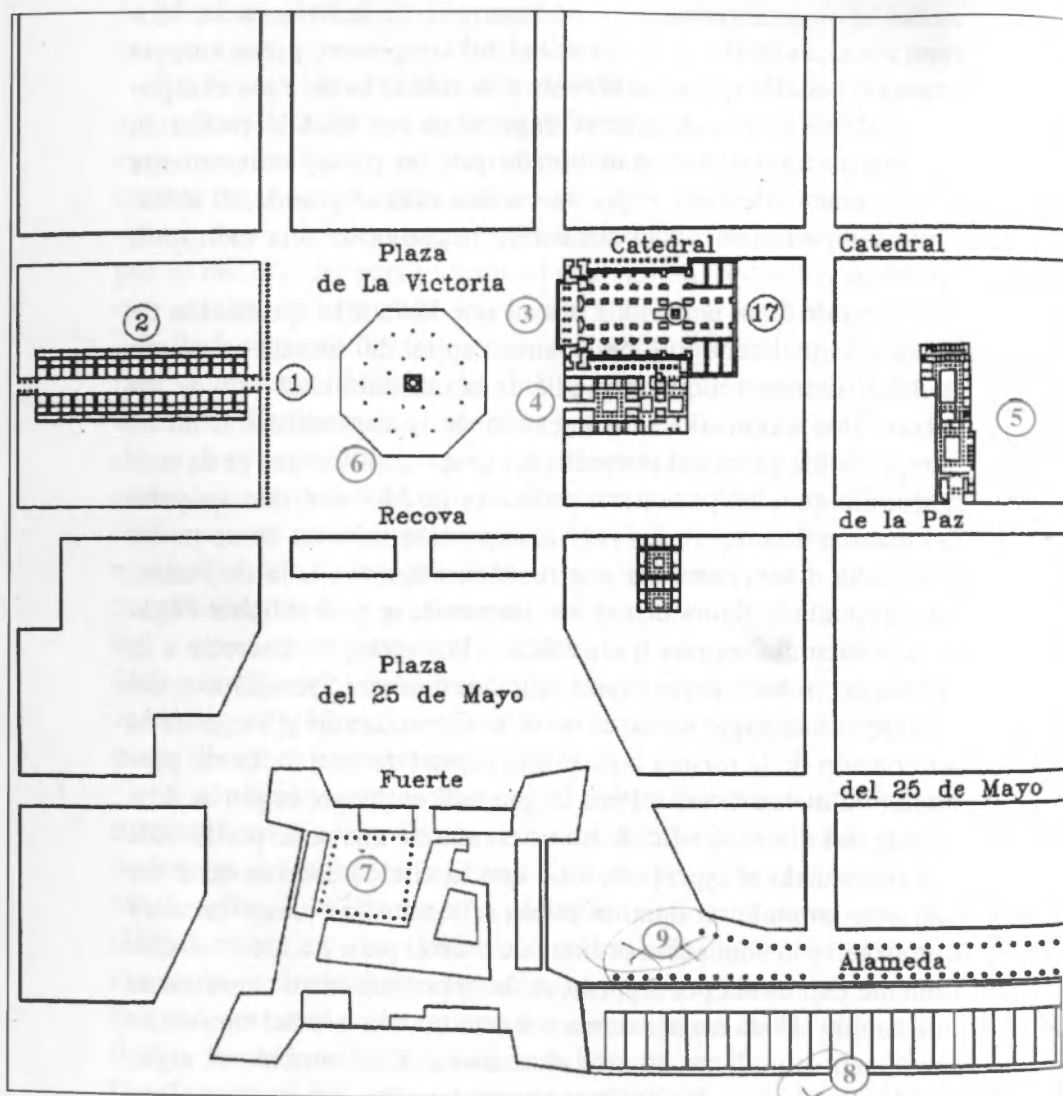 Plaza
de La Victoria
Catedral
Catedral
2
3
17
1
4
5
6
Recova
de la Paz
Plaza
del 25 de Mayo
Fuerte
del 25 de Mayo
7
9
Alameda
8